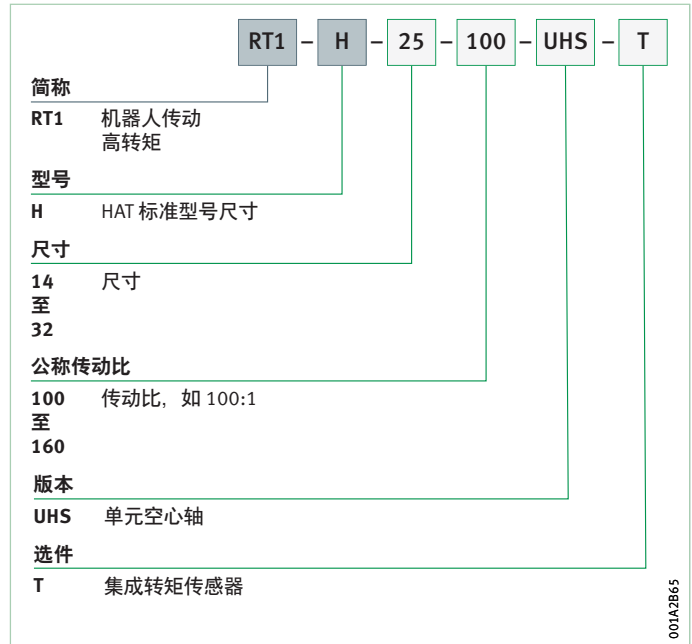 RT1 – H – 25 – 100 – UHS – T
简称
RT1 机器人传动
高转矩
型号
H HAT 标准型号尺寸
尺寸
14 尺寸
至
32
公称传动比
100 传动比，如 100:1
至
160
版本
UHS 单元空心轴
选件
T 集成转矩传感器
001A2B65